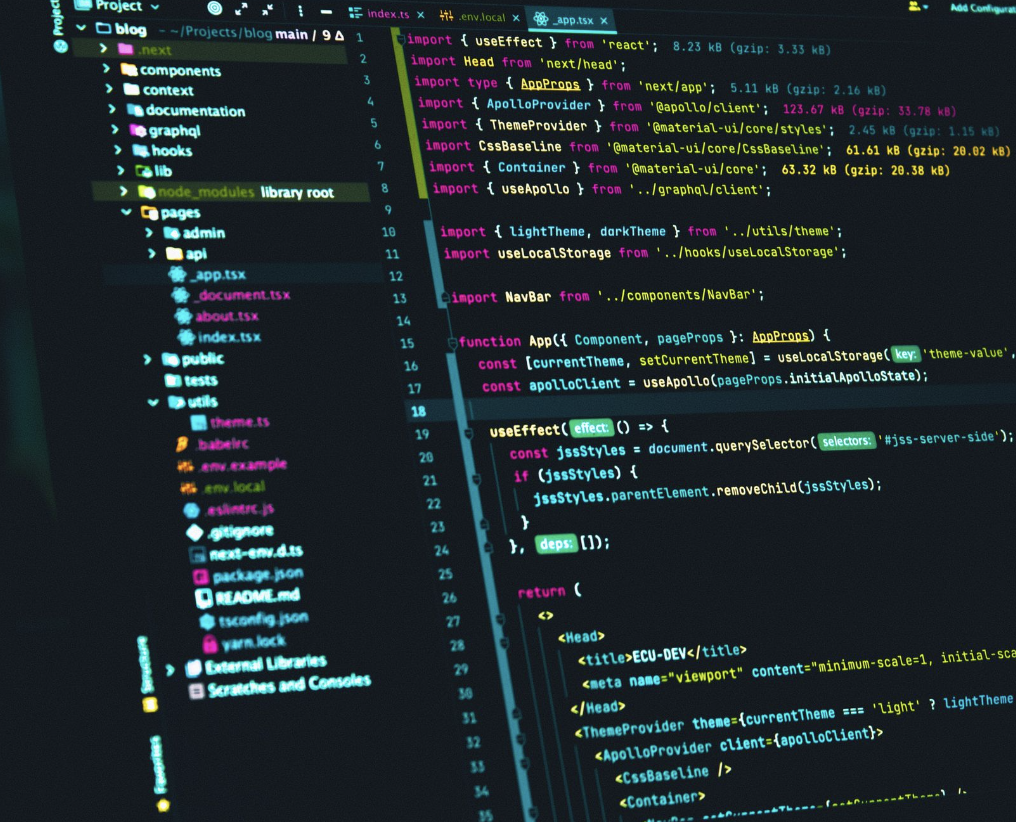 Project
index.ts
.env.local
_app.tsx
Add Configurat
Project
blog ~/Projects/blog main / 9 Δ
.next
components
context
documentation
graphql
hooks
lib
node_modules library root
pages
admin
api
_app.tsx
_document.tsx
about.tsx
index.tsx
public
tests
utils
theme.ts
.babelrc
.env.example
.env.local
.eslintrc.js
.gitignore
next-env.d.ts
package.json
README.md
tsconfig.json
yarn.lock
External Libraries
Scratches and Consoles
Structure
Favorites
1 import { useEffect } from 'react'; 8.23 kB (gzip: 3.33 kB)
2 import Head from 'next/head';
3 import type { AppProps } from 'next/app'; 5.11 kB (gzip: 2.16 kB)
4 import { ApolloProvider } from '@apollo/client'; 123.67 kB (gzip: 33.78 kB)
5 import { ThemeProvider } from '@material-ui/core/styles'; 2.45 kB (gzip: 1.15 kB)
6 import CssBaseline from '@material-ui/core/CssBaseline'; 61.61 kB (gzip: 20.02 kB)
7 import { Container } from '@material-ui/core'; 63.32 kB (gzip: 20.38 kB)
8 import { useApollo } from '../graphql/client';
9
10 import { lightTheme, darkTheme } from '../utils/theme';
11 import useLocalStorage from '../hooks/useLocalStorage';
12
13 import NavBar from '../components/NavBar';
14
15 function App({ Component, pageProps }: AppProps) {
16 const [currentTheme, setCurrentTheme] = useLocalStorage( key: 'theme-value',
17 const apolloClient = useApollo(pageProps.initialApolloState);
18
19 useEffect( effect: () => {
20 const jssStyles = document.querySelector( selectors: '#jss-server-side');
21 if (jssStyles) {
22 jssStyles.parentElement.removeChild(jssStyles);
23 }
24 }, deps: []);
25
26 return (
27 <>
28 <Head>
29 <title>ECU-DEV</title>
30 <meta name="viewport" content="minimum-scale=1, initial-sca
31 </Head>
32 <ThemeProvider theme={currentTheme === 'light' ? lightTheme
33 <ApolloProvider client={apolloClient}>
34 <CssBaseline />
35 <Container>